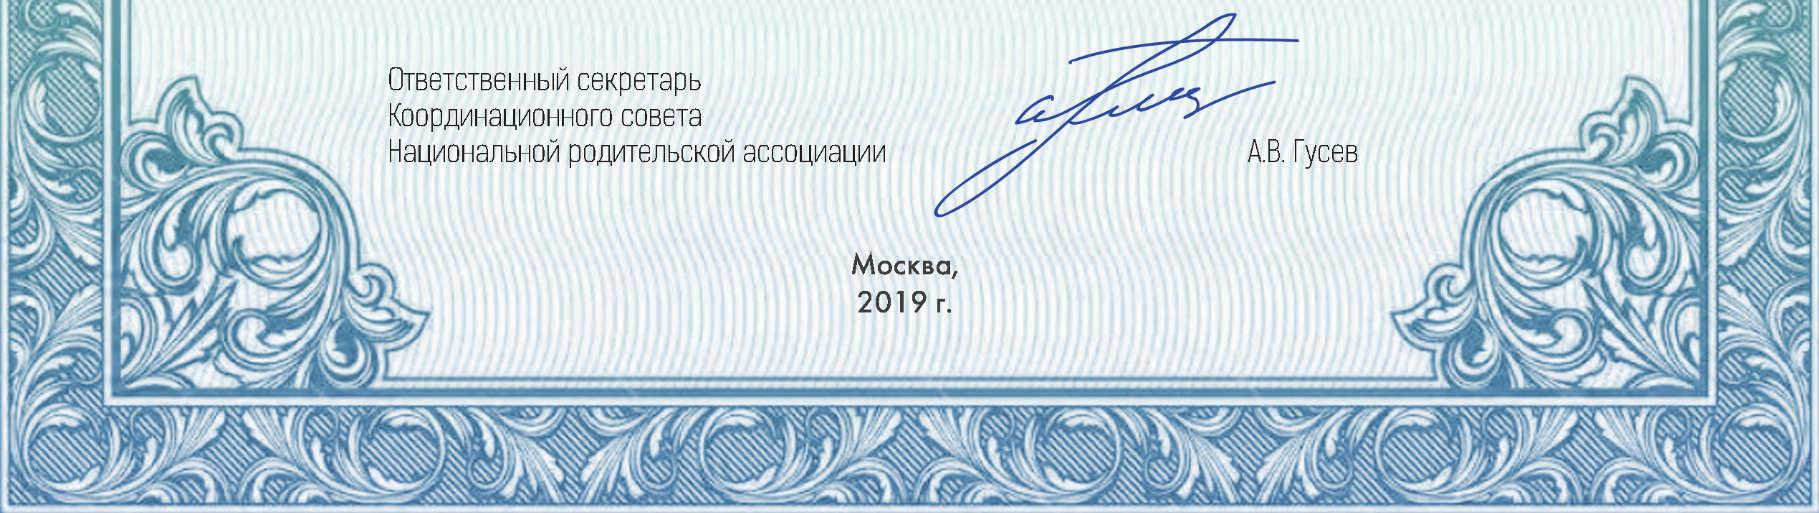 Ответственный секретарь
Координационного совета
Национальной родительской ассоциации
А.В. Гусев
Москва,
2019 г.